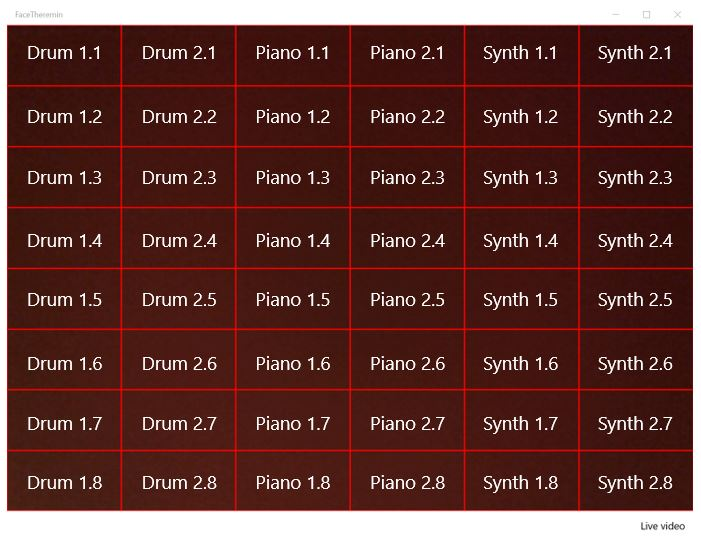 FaceTheremin
Drum 1.1 Drum 2.1 Piano 1.1 Piano 2.1 Synth 1.1 Synth 2.1
Drum 1.2 Drum 2.2 Piano 1.2 Piano 2.2 Synth 1.2 Synth 2.2
Drum 1.3 Drum 2.3 Piano 1.3 Piano 2.3 Synth 1.3 Synth 2.3
Drum 1.4 Drum 2.4 Piano 1.4 Piano 2.4 Synth 1.4 Synth 2.4
Drum 1.5 Drum 2.5 Piano 1.5 Piano 2.5 Synth 1.5 Synth 2.5
Drum 1.6 Drum 2.6 Piano 1.6 Piano 2.6 Synth 1.6 Synth 2.6
Drum 1.7 Drum 2.7 Piano 1.7 Piano 2.7 Synth 1.7 Synth 2.7
Drum 1.8 Drum 2.8 Piano 1.8 Piano 2.8 Synth 1.8 Synth 2.8
Live video